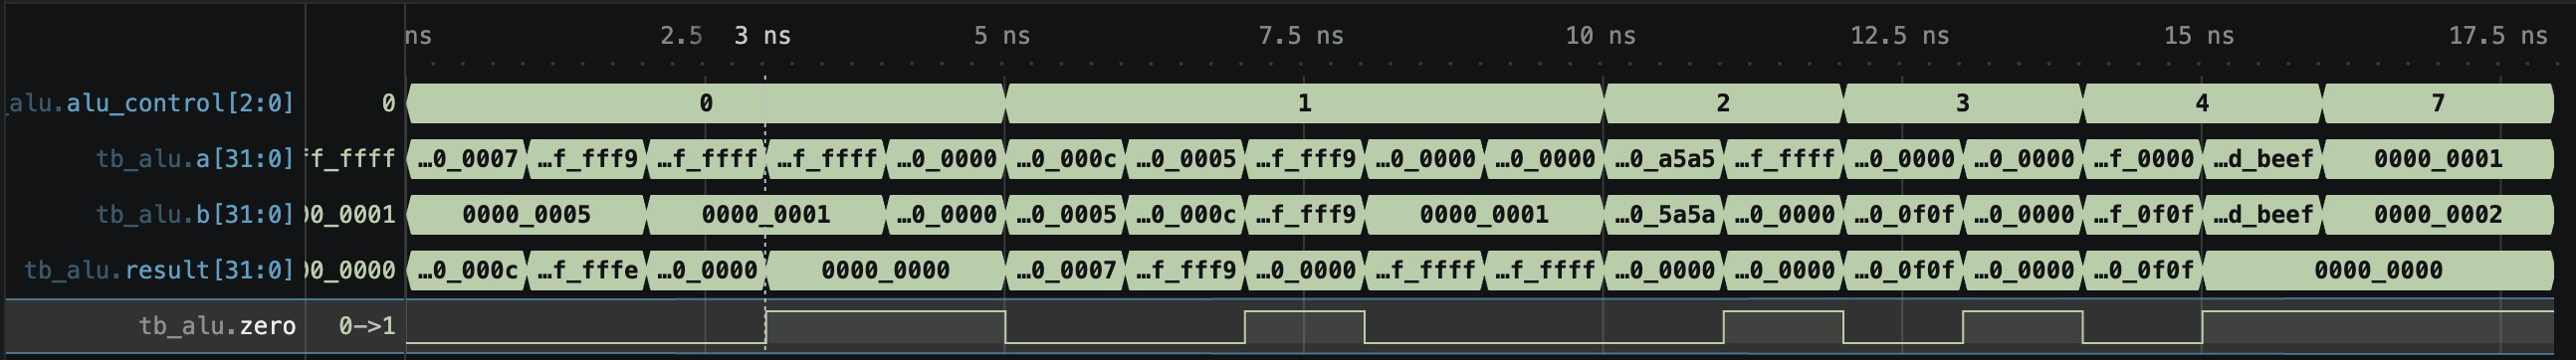 ns 2.5 3 ns 5 ns 7.5 ns 10 ns 12.5 ns 15 ns 17.5 ns
_alu.alu_control[2:0] 0 0 1 2 3 4 7
tb_alu.a[31:0] ff_ffff …0_0007 …f_fff9 …f_ffff …f_ffff …0_0000 …0_000c …0_0005 …f_fff9 …0_0000 …0_0000 …0_a5a5 …f_ffff …0_0000 …0_0000 …f_0000 …d_beef 0000_0001
tb_alu.b[31:0] 00_0001 0000_0005 0000_0001 …0_0000 …0_0005 …0_000c …f_fff9 0000_0001 …0_5a5a …0_0000 …0_0f0f …0_0000 …f_0f0f …d_beef 0000_0002
tb_alu.result[31:0] 00_0000 …0_000c …f_fffe …0_0000 0000_0000 …0_0007 …f_fff9 …0_0000 …f_ffff …f_ffff …0_0000 …0_0000 …0_0f0f …0_0000 …0_0f0f 0000_0000
tb_alu.zero 0->1